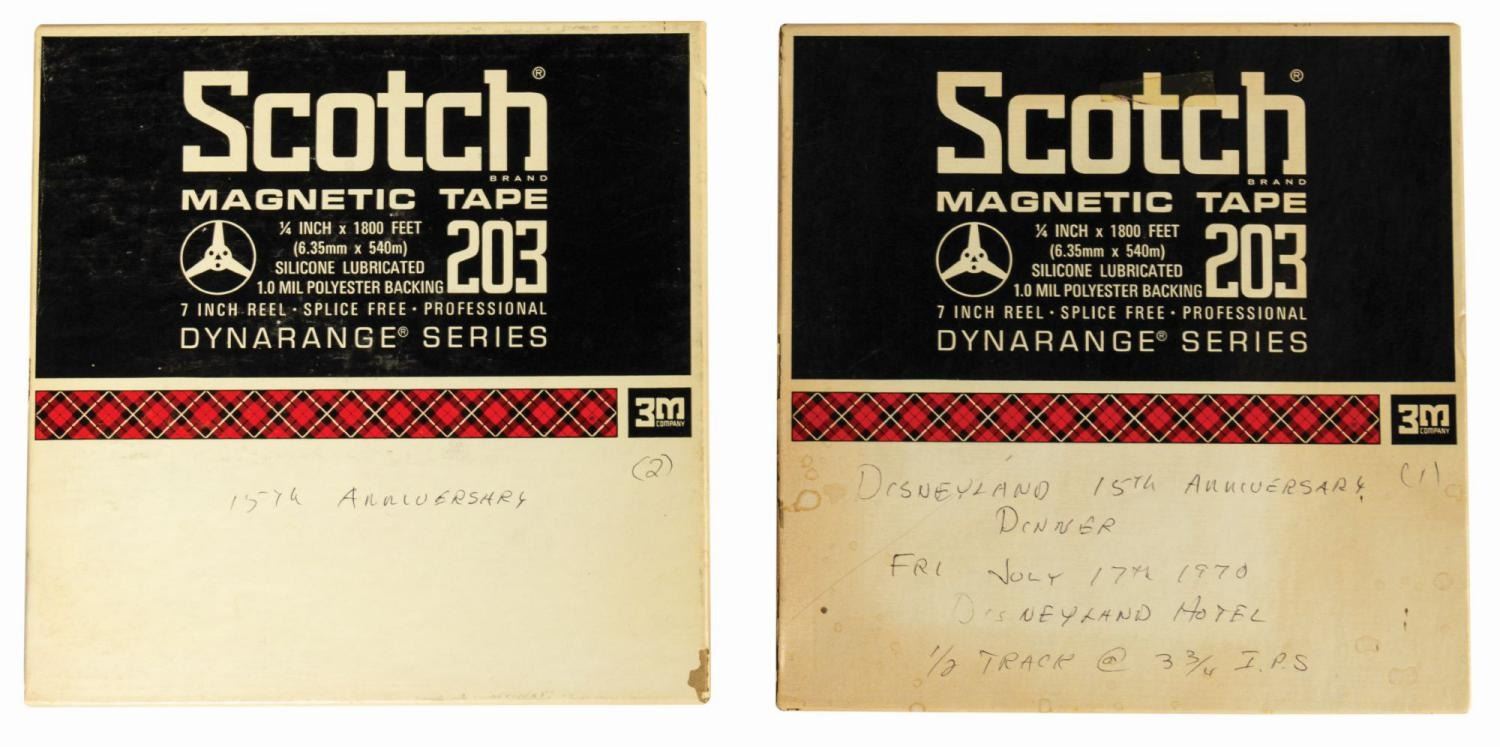 Scotch®
BRAND
MAGNETIC TAPE
¼ INCH x 1800 FEET
(6.35mm x 540m)
SILICONE LUBRICATED
1.0 MIL POLYESTER BACKING
203
7 INCH REEL · SPLICE FREE · PROFESSIONAL
DYNARANGE® SERIES
3M
COMPANY
(2)
15Th ANNIVERSARY
Scotch®
BRAND
MAGNETIC TAPE
¼ INCH x 1800 FEET
(6.35mm x 540m)
SILICONE LUBRICATED
1.0 MIL POLYESTER BACKING
203
7 INCH REEL · SPLICE FREE · PROFESSIONAL
DYNARANGE® SERIES
3M
COMPANY
DISNEYLAND 15Th ANNIVERSARY (1)
DINNER
FRI JULY 17Th 1970
DISNEYLAND HOTEL
1/2 TRACK @ 3 3/4 I.P.S